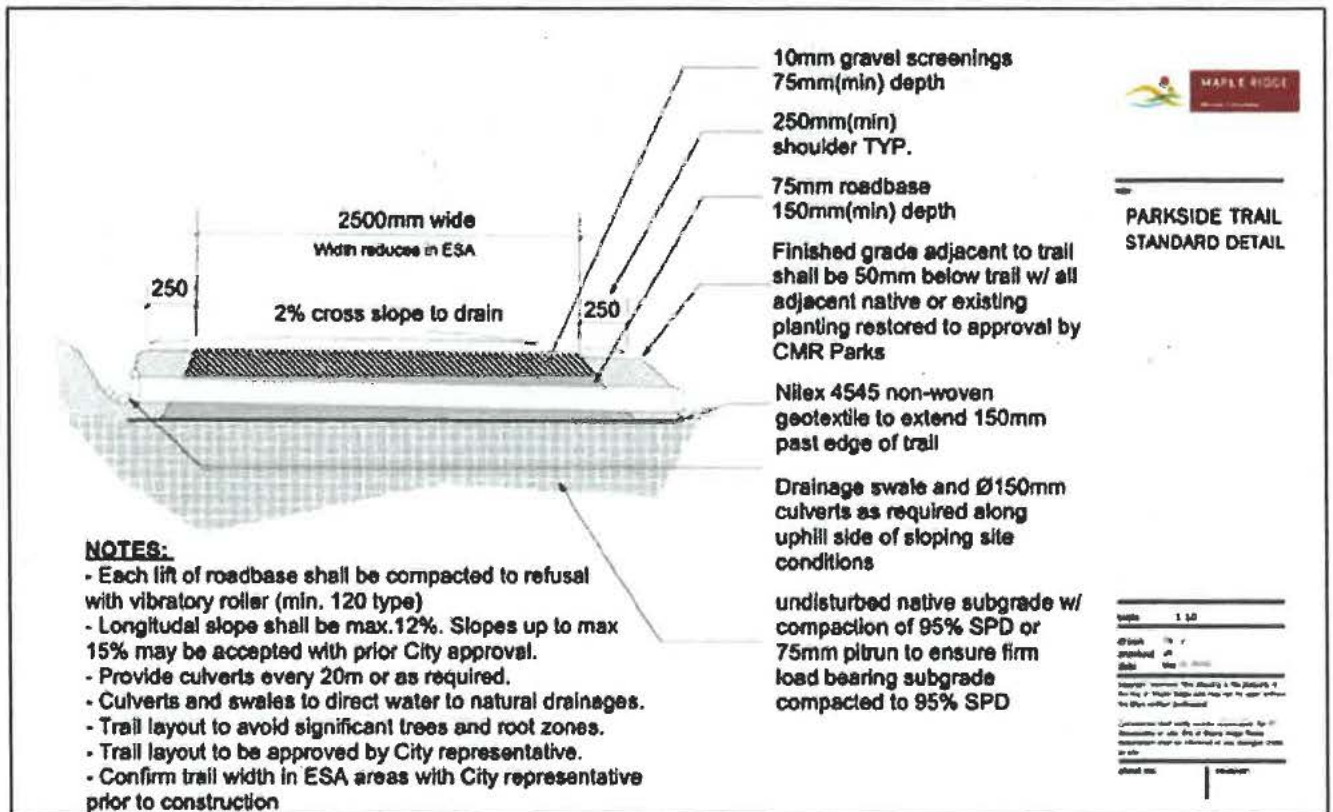 10mm gravel screenings
75mm(min) depth
250mm(min)
shoulder TYP.
75mm roadbase
150mm(min) depth
Finished grade adjacent to trail
shall be 50mm below trail w/ all
adjacent native or existing
planting restored to approval by
CMR Parks
Nilex 4545 non-woven
geotextile to extend 150mm
past edge of trail
Drainage swale and Ø150mm
culverts as required along
uphill side of sloping site
conditions
undisturbed native subgrade w/
compaction of 95% SPD or
75mm pitrun to ensure firm
load bearing subgrade
compacted to 95% SPD
2500mm wide
Width reduces in ESA
250
2% cross slope to drain
250
NOTES:
- Each lift of roadbase shall be compacted to refusal
with vibratory roller (min. 120 type)
- Longitudal slope shall be max.12%. Slopes up to max
15% may be accepted with prior City approval.
- Provide culverts every 20m or as required.
- Culverts and swales to direct water to natural drainages.
- Trail layout to avoid significant trees and root zones.
- Trail layout to be approved by City representative.
- Confirm trail width in ESA areas with City representative
prior to construction
MAPLE RIDGE
PARKSIDE TRAIL
STANDARD DETAIL